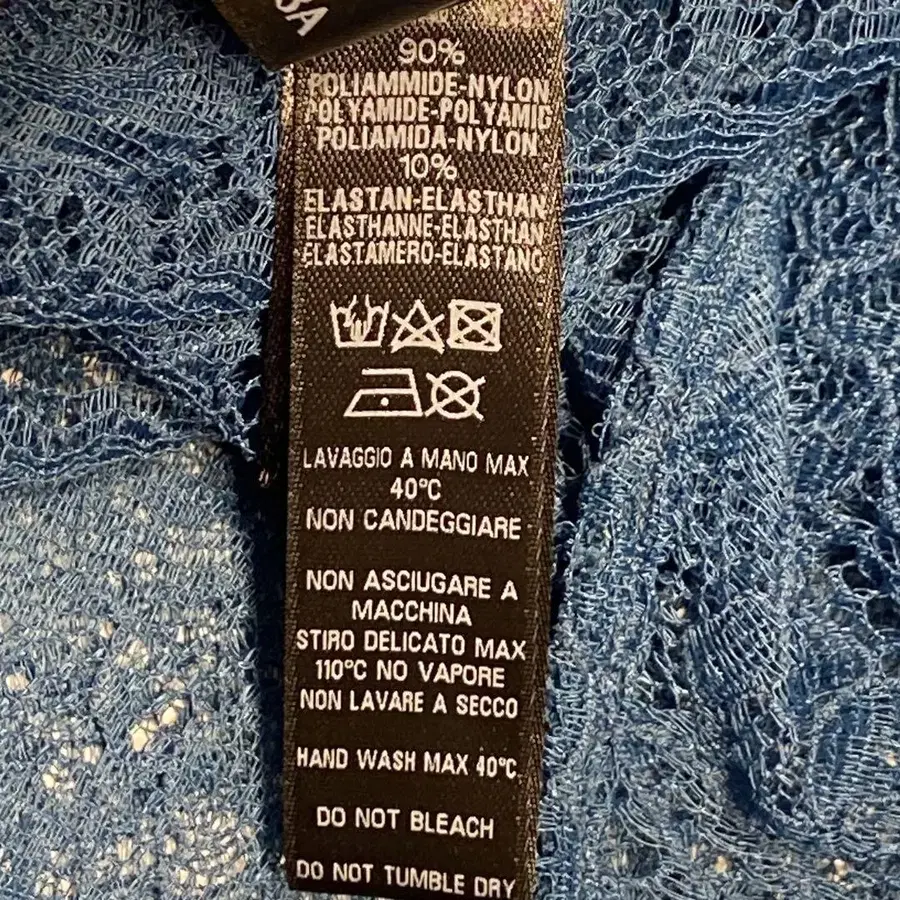 90%
POLIAMMIDE-NYLON
POLYAMIDE-POLYAMID
POLIAMIDA-NYLON
10%
ELASTAN-ELASTHAN
ELASTHANNE-ELASTHAN
ELASTAMERO-ELASTANO
LAVAGGIO A MANO MAX
40°C
NON CANDEGGIARE
NON ASCIUGARE A
MACCHINA
STIRO DELICATO MAX
110°C NO VAPORE
NON LAVARE A SECCO
HAND WASH MAX 40°C
DO NOT BLEACH
DO NOT TUMBLE DRY